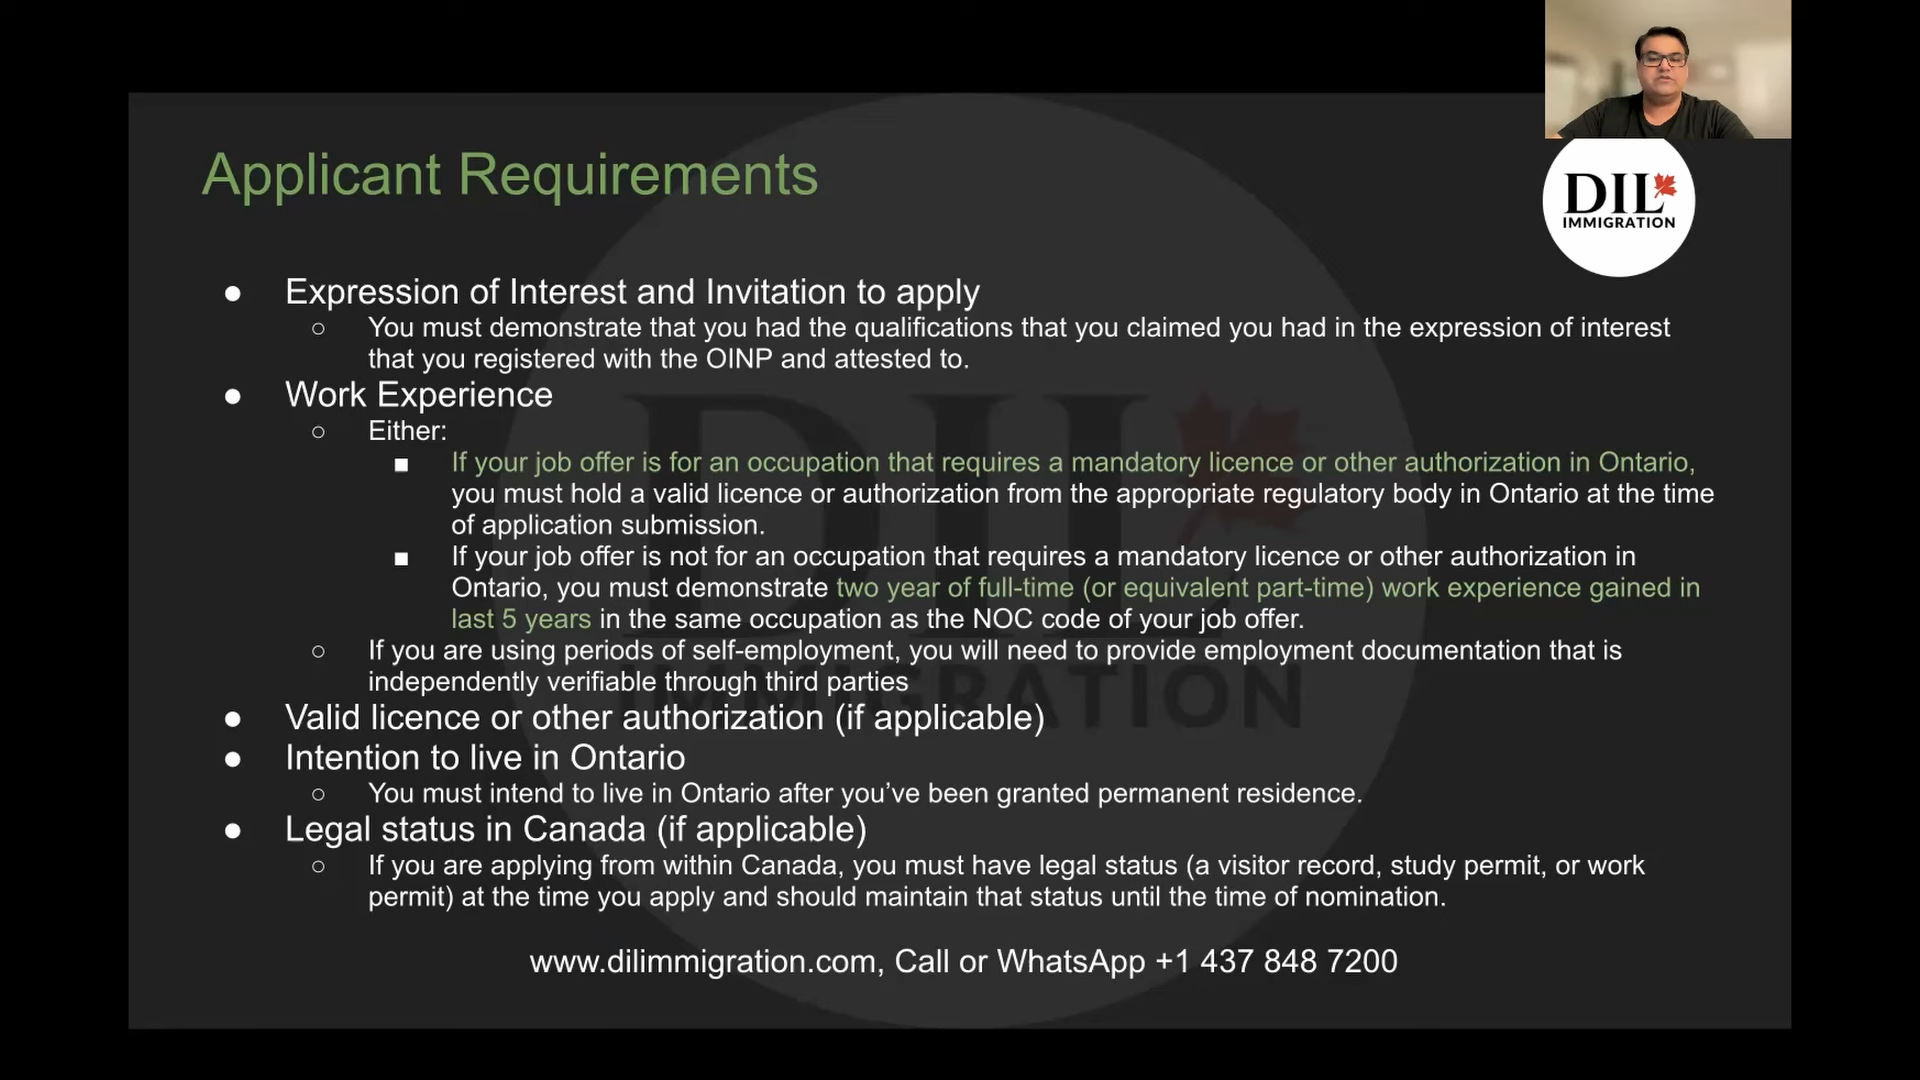 Applicant Requirements
DIL
IMMIGRATION
● Expression of Interest and Invitation to apply
○ You must demonstrate that you had the qualifications that you claimed you had in the expression of interest
that you registered with the OINP and attested to.
● Work Experience
○ Either:
■ If your job offer is for an occupation that requires a mandatory licence or other authorization in Ontario,
you must hold a valid licence or authorization from the appropriate regulatory body in Ontario at the time
of application submission.
■ If your job offer is not for an occupation that requires a mandatory licence or other authorization in
Ontario, you must demonstrate two year of full-time (or equivalent part-time) work experience gained in
last 5 years in the same occupation as the NOC code of your job offer.
○ If you are using periods of self-employment, you will need to provide employment documentation that is
independently verifiable through third parties
● Valid licence or other authorization (if applicable)
● Intention to live in Ontario
○ You must intend to live in Ontario after you’ve been granted permanent residence.
● Legal status in Canada (if applicable)
○ If you are applying from within Canada, you must have legal status (a visitor record, study permit, or work
permit) at the time you apply and should maintain that status until the time of nomination.
www.dilimmigration.com, Call or WhatsApp +1 437 848 7200
DIL
IMMIGRATION